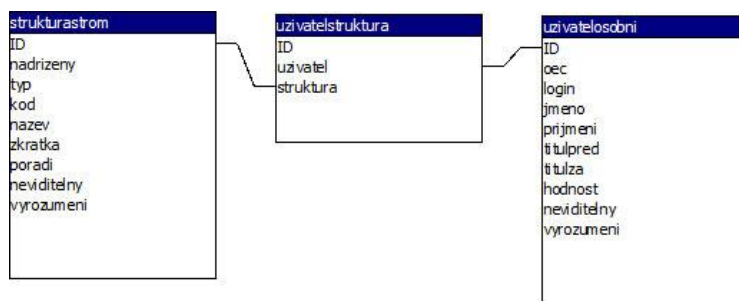 strukturastrom
ID
nadrizeny
typ
kod
nazev
zkratka
poradi
neviditelny
vyrozumeni
uzivatelstruktura
ID
uzivatel
struktura
uzivatelosobni
ID
oec
login
jmeno
prijmeni
titulpred
titulza
hodnost
neviditelny
vyrozumeni